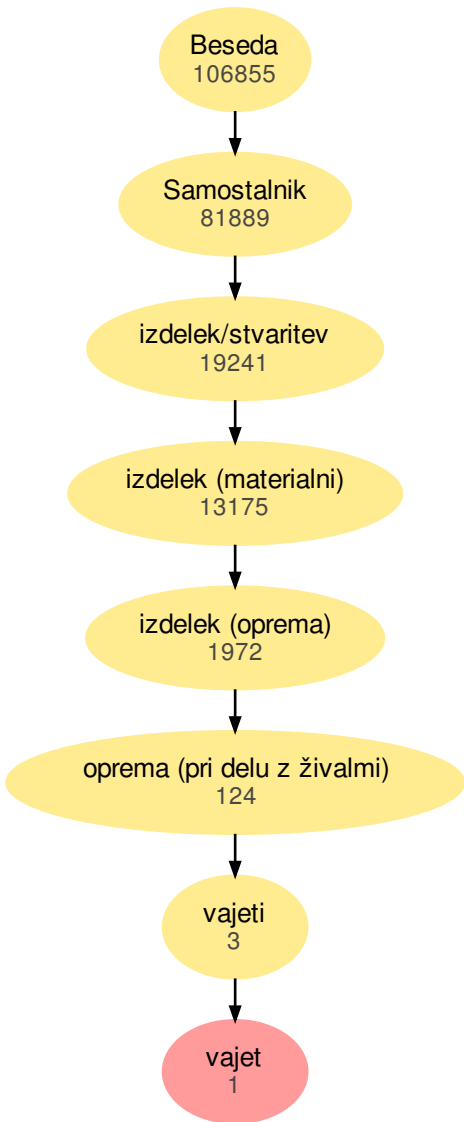 Beseda
106855
Samostalnik
81889
izdelek/stvaritev
19241
izdelek (materialni)
13175
izdelek (oprema)
1972
oprema (pri delu z živalmi)
124
vajeti
3
vajet
1